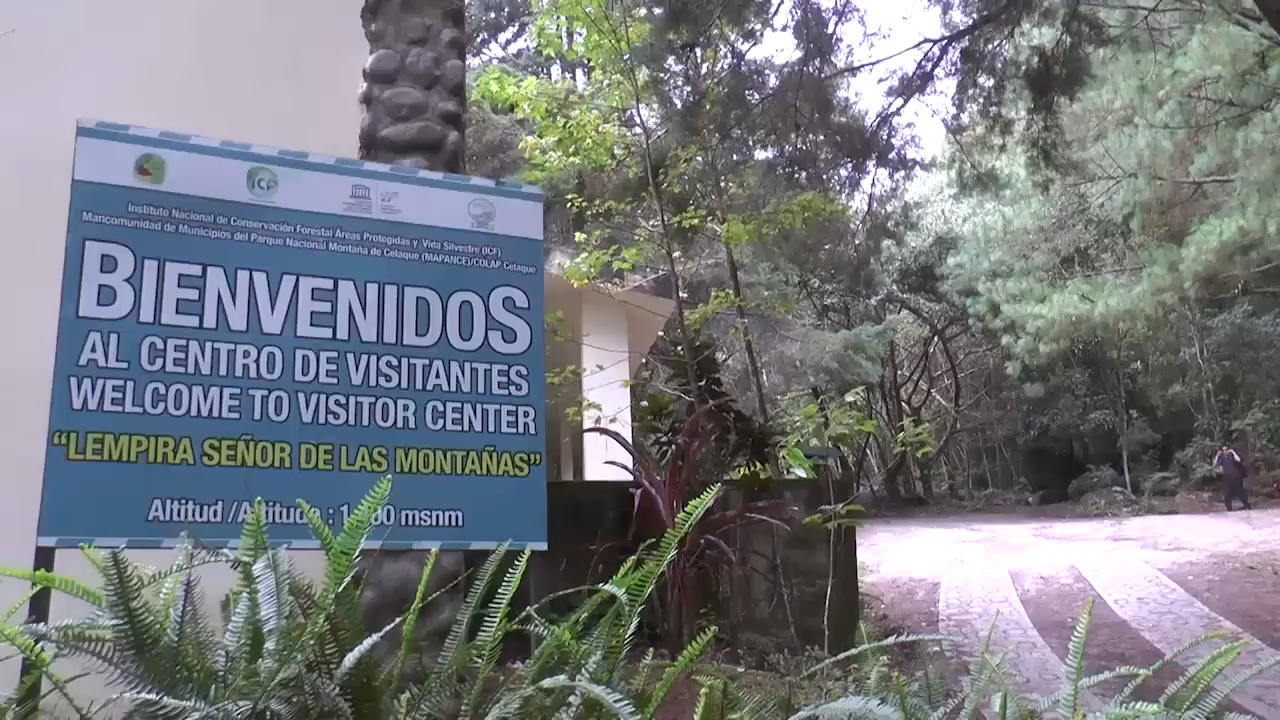 ICF
Instituto Nacional de Conservación Forestal Áreas Protegidas y Vida Silvestre (ICF)
Mancomunidad de Municipios del Parque Nacional Montaña de Celaque (MAPANCE)/COLAP Celaque
BIENVENIDOS
AL CENTRO DE VISITANTES
WELCOME TO VISITOR CENTER
“LEMPIRA SEÑOR DE LAS MONTAÑAS”
Altitud / : msnm